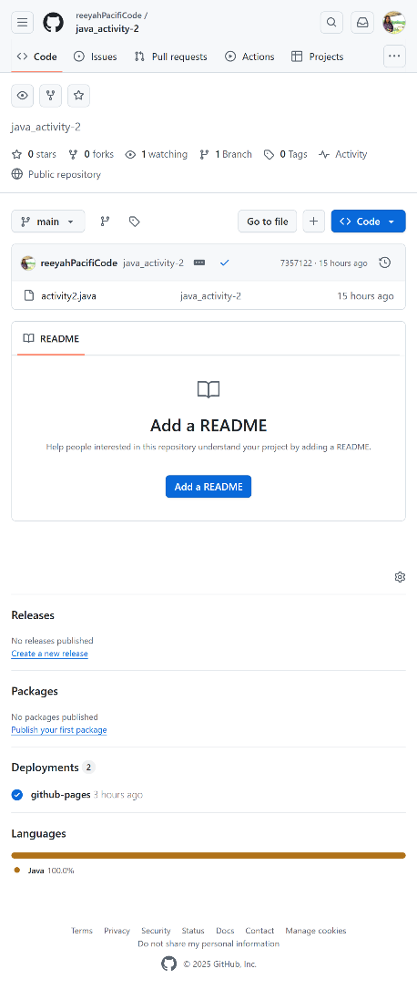 reeyahPacifiCode /
java_activity-2
Code Issues Pull requests Actions Projects
java_activity-2
0 stars 0 forks 1 watching 1 Branch 0 Tags Activity
Public repository
main Go to file Code
reeyahPacifiCode java_activity-2 7357122 · 15 hours ago
activity2.java java_activity-2 15 hours ago
README
Add a README
Help people interested in this repository understand your project by adding a README.
Add a README
Releases
No releases published
Create a new release
Packages
No packages published
Publish your first package
Deployments 2
github-pages 3 hours ago
Languages
Java 100.0%
Terms Privacy Security Status Docs Contact Manage cookies
Do not share my personal information
© 2025 GitHub, Inc.